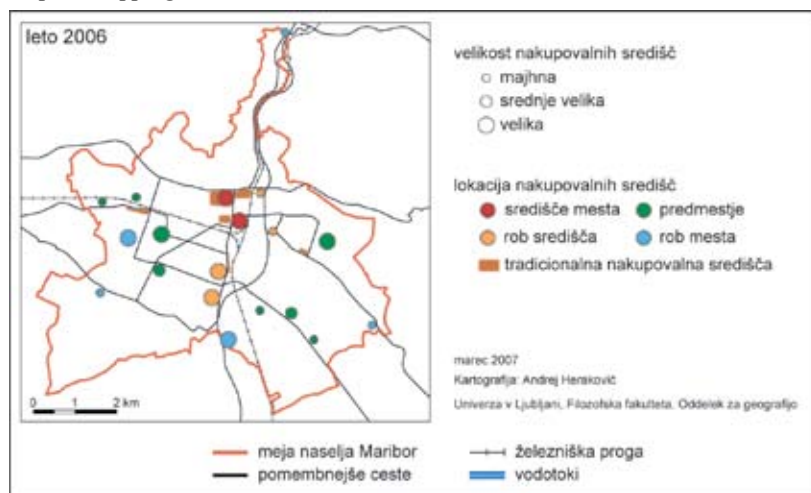 leto 2006
0 1 2 km
velikost nakupovalnih središč
majhna
srednje velika
velika
lokacija nakupovalnih središč
središče mesta
predmestje
rob središča
rob mesta
tradicionalna nakupovalna središča
marec 2007
Kartografija: Andrej Herakovič
Univerza v Ljubljani, Filozofska fakulteta, Oddelek za geografijo
meja naselja Maribor
železniška proga
pomembnejše ceste
vodotoki